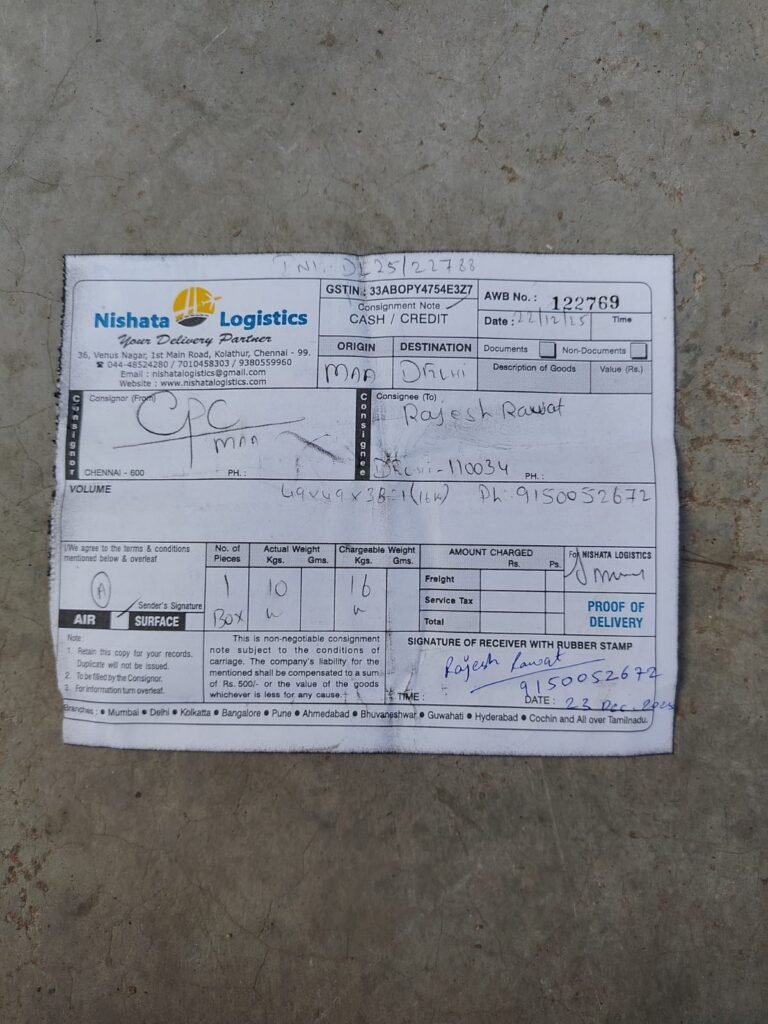 INV. DL25/22788
Nishata Logistics
Your Delivery Partner
36, Venus Nagar, 1st Main Road, Kolathur, Chennai - 99.
☎ 044-48524280 / 7010458303 / 9380559960
Email : nishatalogistics@gmail.com
Website : www.nishatalogistics.com
GSTIN : 33ABOPY4754E3Z7
Consignment Note
CASH / CREDIT
AWB No. : 122769
Date : 22/12/25 Time
ORIGIN DESTINATION
MAA DELHI
Documents Non-Documents
Description of Goods Value (Rs.)
Consignor
Consignor (From)
CPC
MAA
CHENNAI - 600 PH. :
Consignee
Consignee (To)
Rajesh Rawat
DELHI - 110034 PH. :
VOLUME
49x49x38=1(16K) Ph: 9150052672
I/We agree to the terms & conditions
mentioned below & overleaf
A
Sender's Signature
AIR SURFACE
No. of Pieces
1
BOX
Actual Weight
Kgs. Gms.
10
Chargeable Weight
Kgs. Gms.
16
AMOUNT CHARGED
Rs. Ps.
Freight
Service Tax
Total
For NISHATA LOGISTICS
PROOF OF
DELIVERY
Note :
1. Retain this copy for your records.
Duplicate will not be issued.
2. To be filled by the Consignor.
3. For information turn overleaf.
This is non-negotiable consignment
note subject to the conditions of
carriage. The company's liability for the
mentioned shall be compensated to a sum
of Rs.500/- or the value of the goods
whichever is less for any cause.
SIGNATURE OF RECEIVER WITH RUBBER STAMP
Rajesh Rawat
9150052672
TIME : DATE : 23 Dec. 2025
Branches : • Mumbai • Delhi • Kolkatta • Bangalore • Pune • Ahmedabad • Bhuvaneshwar • Guwahati • Hyderabad • Cochin and All over Tamilnadu.